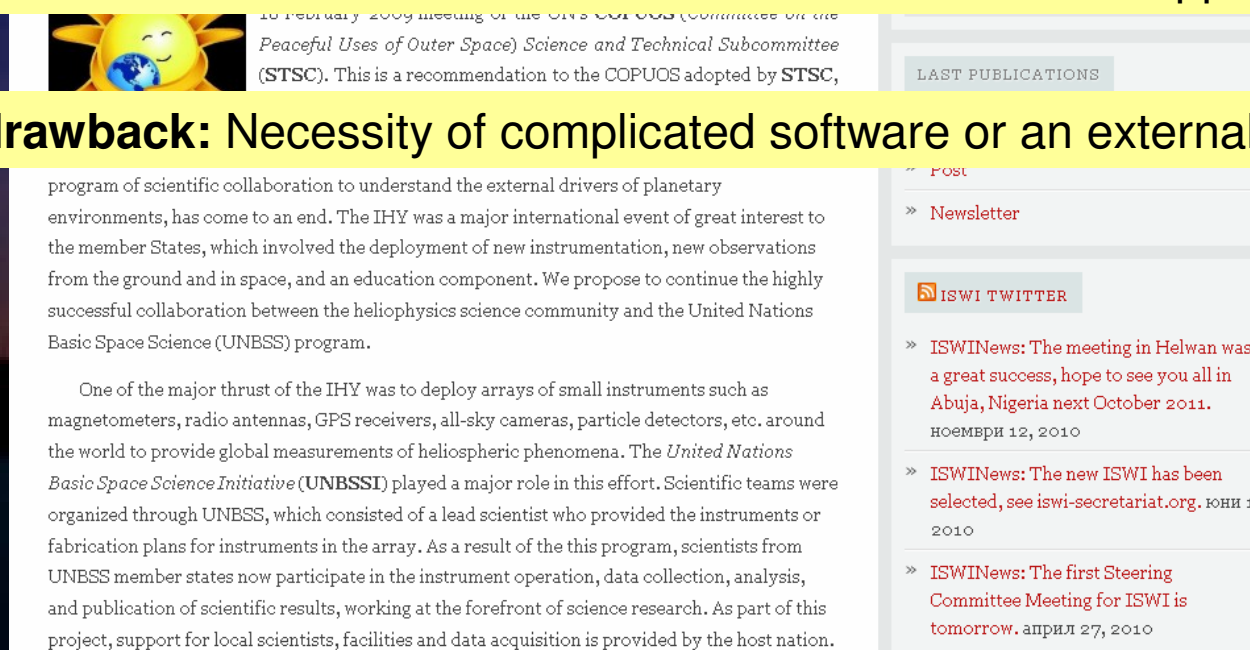 18 February 2009 meeting of the UN's COPUOS (Committee on the
Peaceful Uses of Outer Space) Science and Technical Subcommittee
(STSC). This is a recommendation to the COPUOS adopted by STSC,
drawback: Necessity of complicated software or an external
program of scientific collaboration to understand the external drivers of planetary
environments, has come to an end. The IHY was a major international event of great interest to
the member States, which involved the deployment of new instrumentation, new observations
from the ground and in space, and an education component. We propose to continue the highly
successful collaboration between the heliophysics science community and the United Nations
Basic Space Science (UNBSS) program.
One of the major thrust of the IHY was to deploy arrays of small instruments such as
magnetometers, radio antennas, GPS receivers, all-sky cameras, particle detectors, etc. around
the world to provide global measurements of heliospheric phenomena. The United Nations
Basic Space Science Initiative (UNBSSI) played a major role in this effort. Scientific teams were
organized through UNBSS, which consisted of a lead scientist who provided the instruments or
fabrication plans for instruments in the array. As a result of the this program, scientists from
UNBSS member states now participate in the instrument operation, data collection, analysis,
and publication of scientific results, working at the forefront of science research. As part of this
project, support for local scientists, facilities and data acquisition is provided by the host nation.
LAST PUBLICATIONS
» Post
» Newsletter
ISWI TWITTER
» ISWINews: The meeting in Helwan was
a great success, hope to see you all in
Abuja, Nigeria next October 2011.
ноември 12, 2010
» ISWINews: The new ISWI has been
selected, see iswi-secretariat.org. юни
2010
» ISWINews: The first Steering
Committee Meeting for ISWI is
tomorrow. април 27, 2010